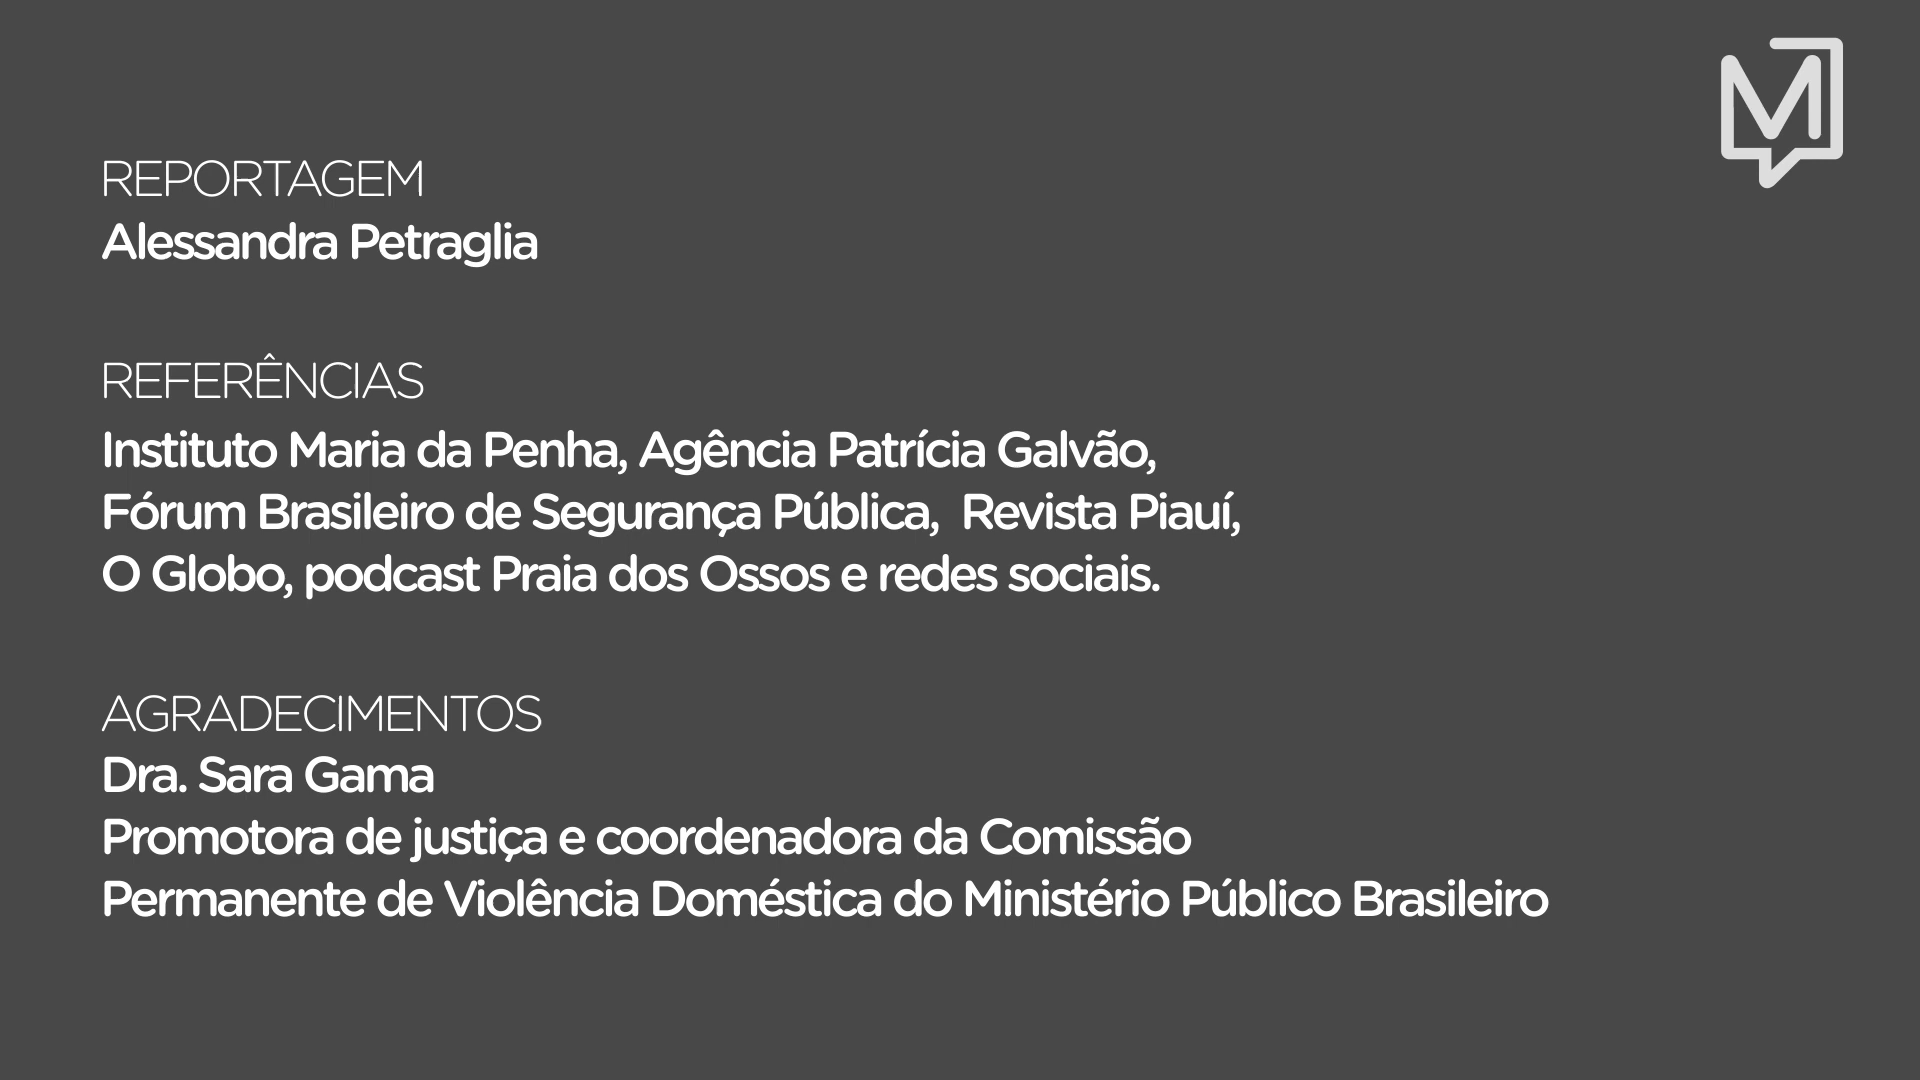 REPORTAGEM
Alessandra Petraglia
REFERÊNCIAS
Instituto Maria da Penha, Agência Patrícia Galvão,
Fórum Brasileiro de Segurança Pública,  Revista Piauí,
O Globo, podcast Praia dos Ossos e redes sociais.
AGRADECIMENTOS
Dra. Sara Gama
Promotora de justiça e coordenadora da Comissão
Permanente de Violência Doméstica do Ministério Público Brasileiro